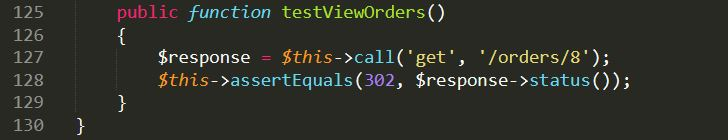 125 public function testViewOrders()
126 {
127 $response = $this->call('get', '/orders/8');
128 $this->assertEquals(302, $response->status());
129 }
130 }